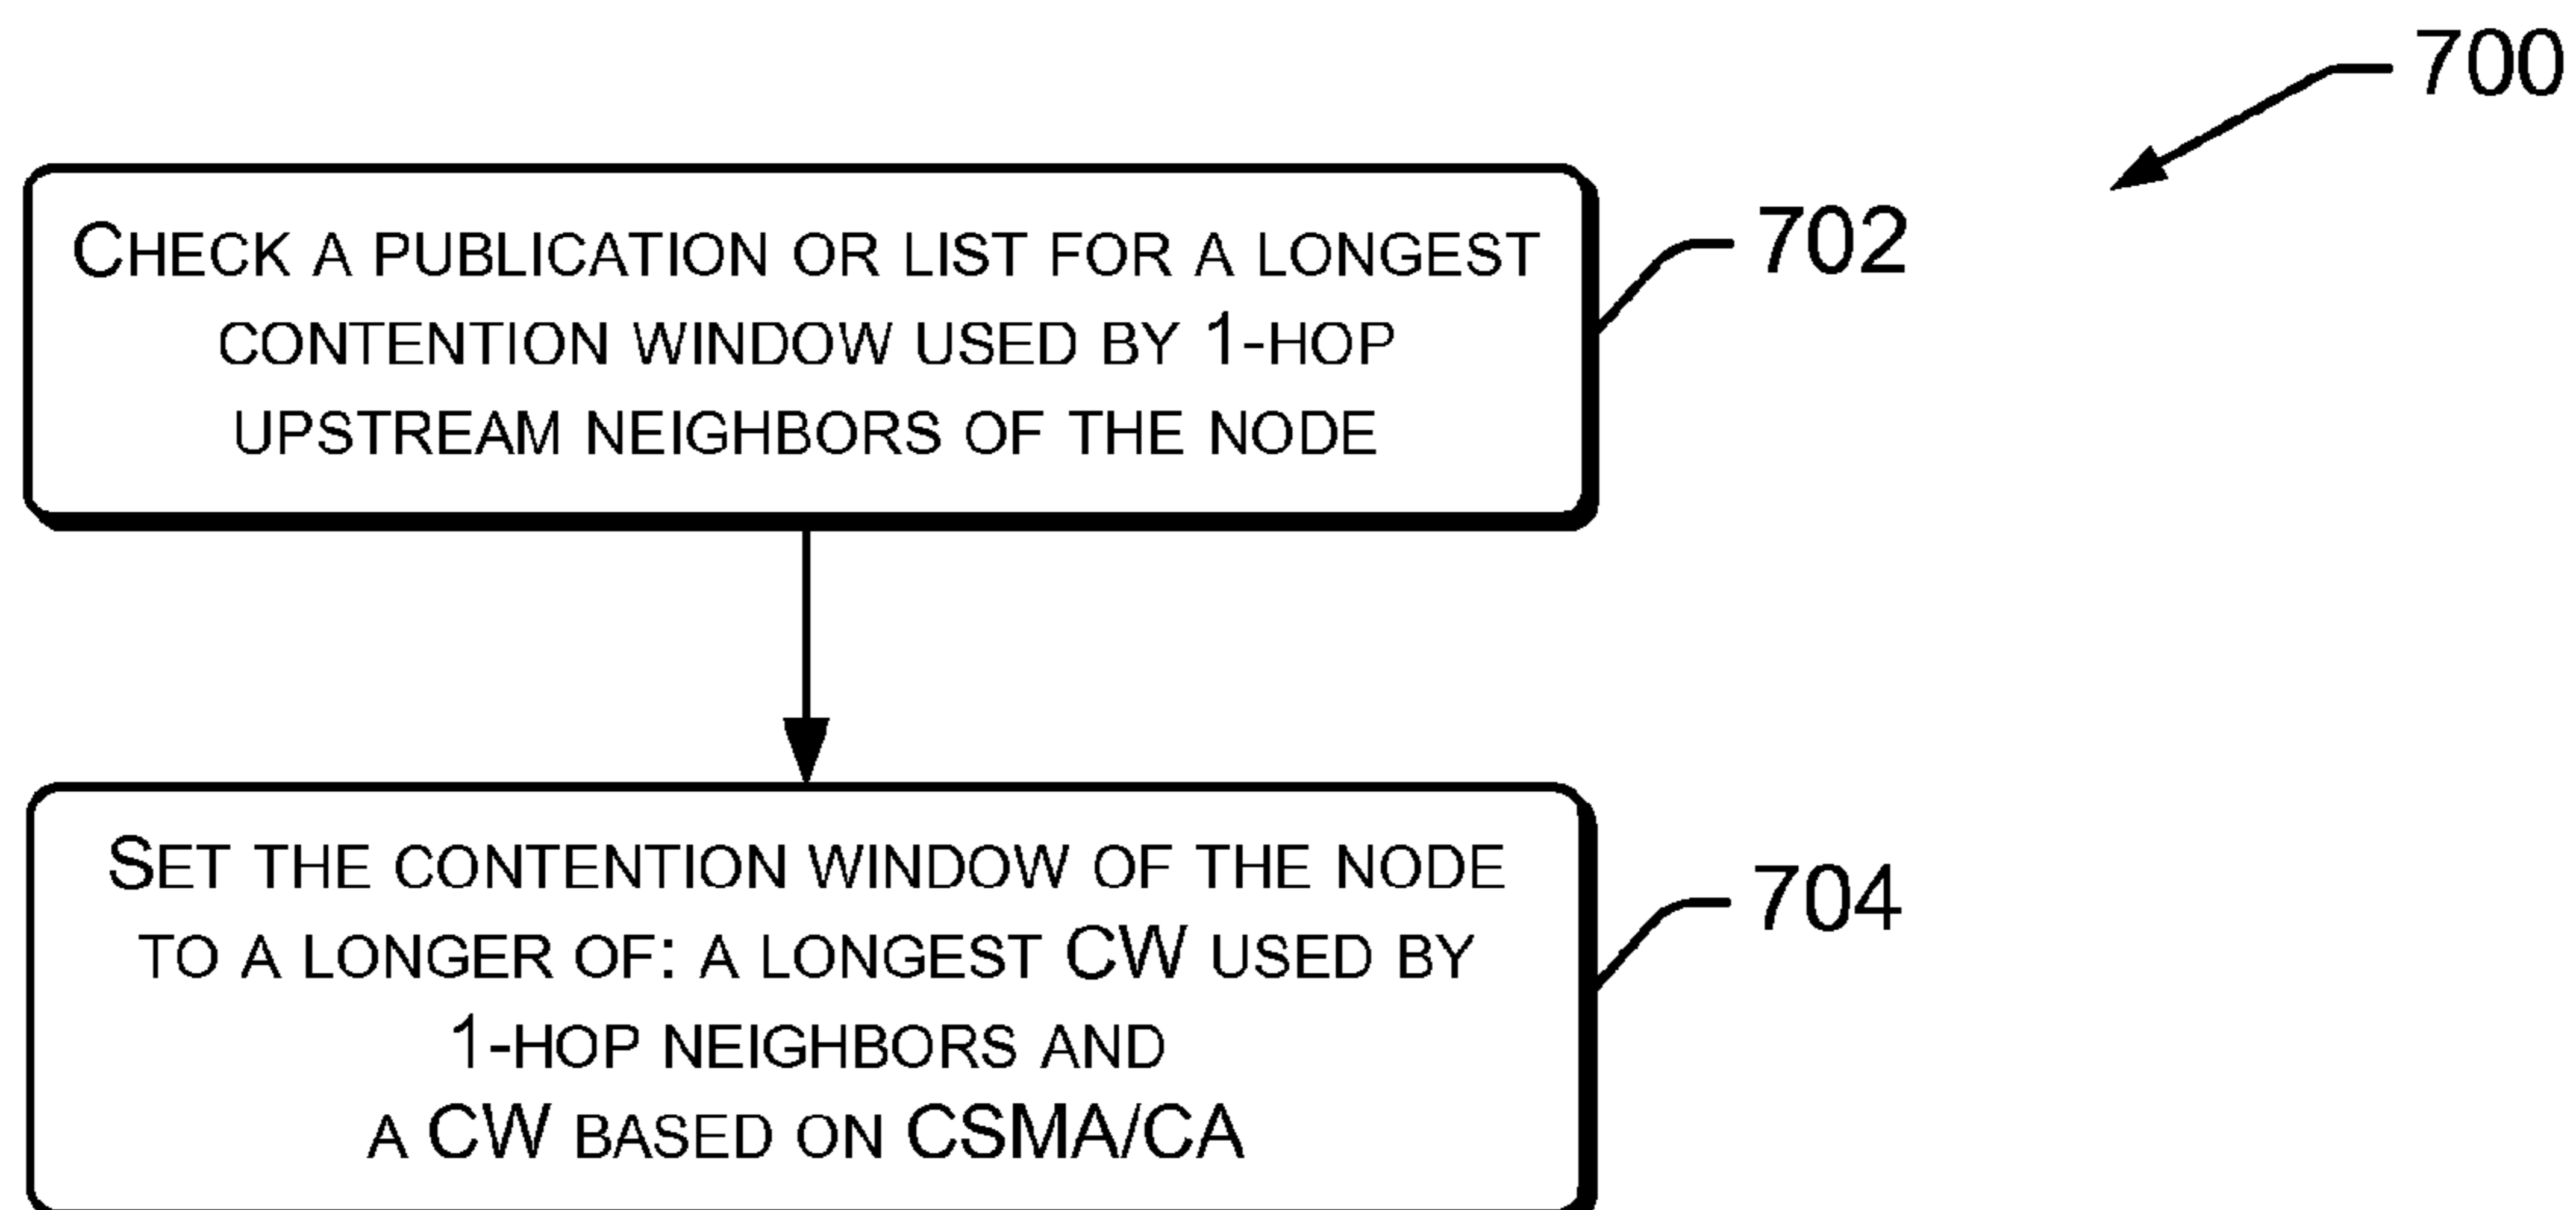 700
CHECK A PUBLICATION OR LIST FOR A LONGEST
CONTENTION WINDOW USED BY 1-HOP
UPSTREAM NEIGHBORS OF THE NODE
702
SET THE CONTENTION WINDOW OF THE NODE
TO A LONGER OF: A LONGEST CW USED BY
1-HOP NEIGHBORS AND
A CW BASED ON CSMA/CA
704